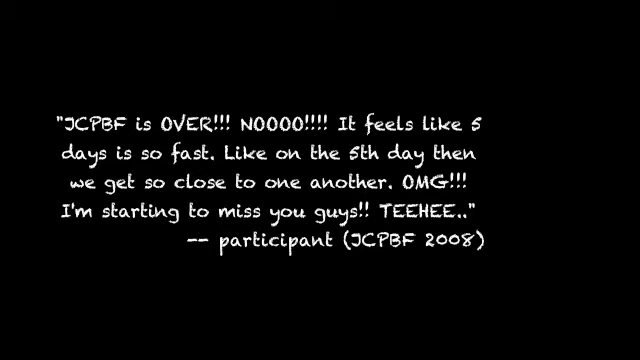 "JCPBF is OVER!!! NOOOO!!!! It feels like 5
days is so fast. Like on the 5th day then
we get so close to one another. OMG!!!
I'm starting to miss you guys!! TEEHEE.."
-- participant (JCPBF 2008)